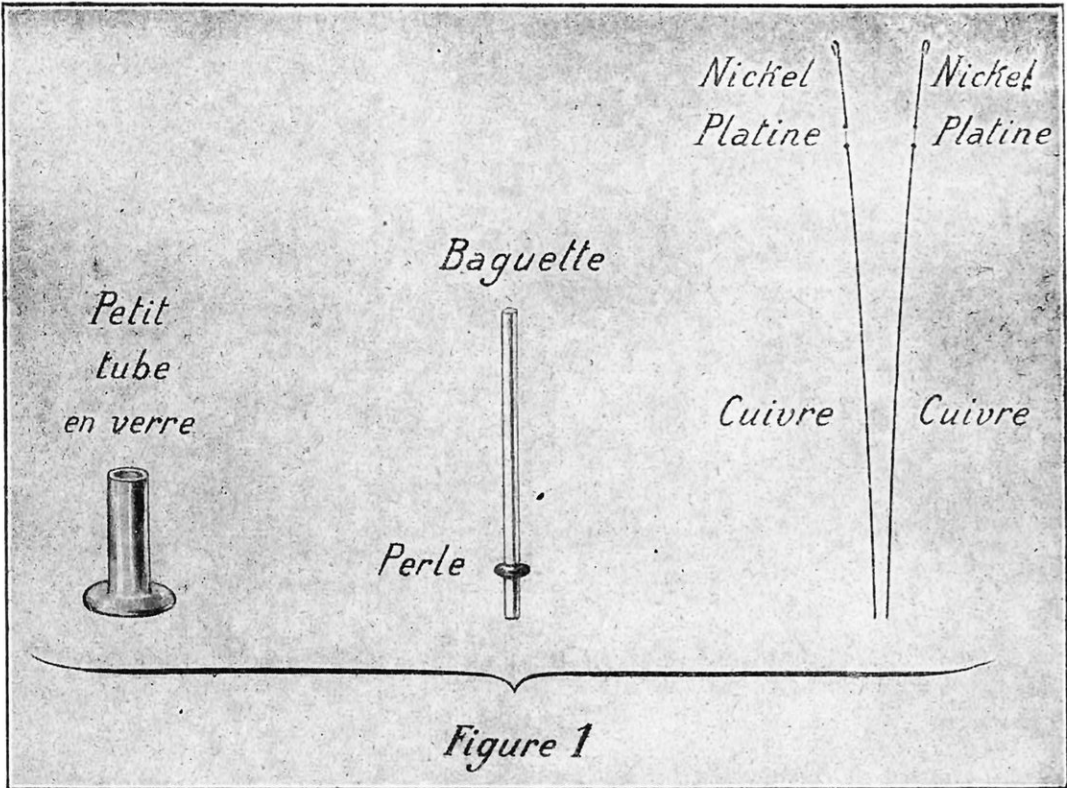 Petit
tube
en verre
Baguette
Perle
Nickel
Platine
Nickel
Platine
Cuivre
Cuivre
Figure 1